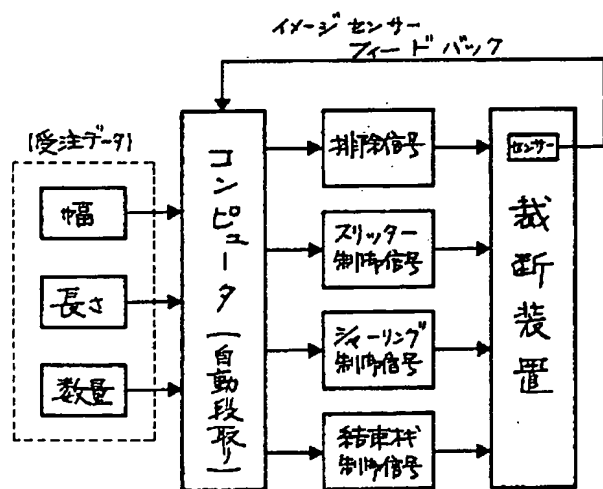 イメージセンサー
フィードバック
(受注データ)
幅
長さ
数量
コンピュータ(自動段取り)
排除信号
スリッター
制御信号
シャーリング
制御信号
結束機
制御信号
センサー
裁断装置